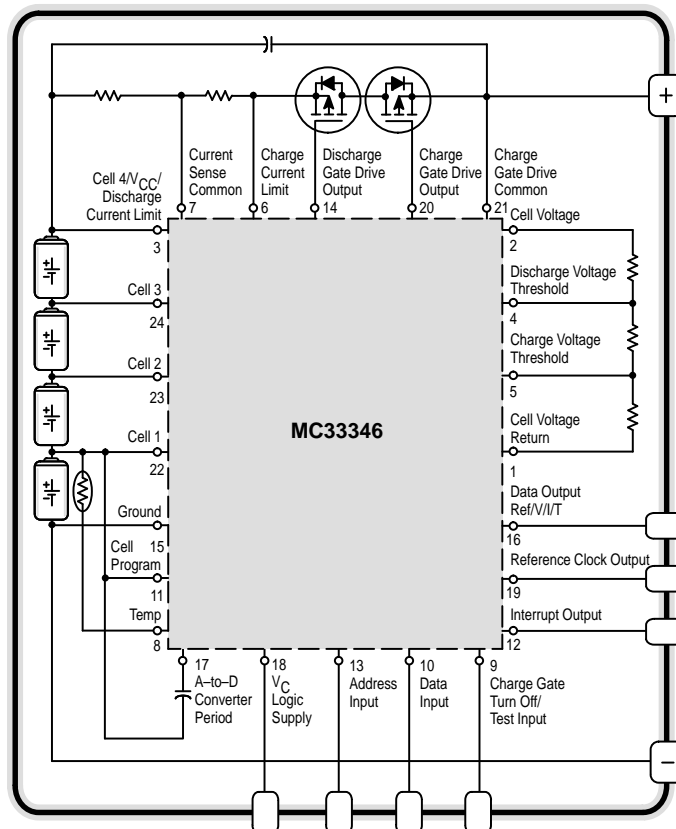 +
Current
Sense
Common
7
Charge
Current
Limit
6
Discharge
Gate Drive
Output
14
Charge
Gate Drive
Output
20
Charge
Gate Drive
Common
21
Cell 4/VCC/
Discharge
Current Limit
3
Cell 3
24
Cell 2
23
Cell 1
22
Ground
15
Cell
Program
11
Temp
8
MC33346
Cell Voltage
2
Discharge Voltage
Threshold
4
Charge Voltage
Threshold
5
Cell Voltage
Return
1
Data Output
Ref/V/I/T
16
Reference Clock Output
19
Interrupt Output
12
17
A–to–D
Converter
Period
18
VC
Logic
Supply
13
Address
Input
10
Data
Input
9
Charge Gate
Turn Off/
Test Input
–